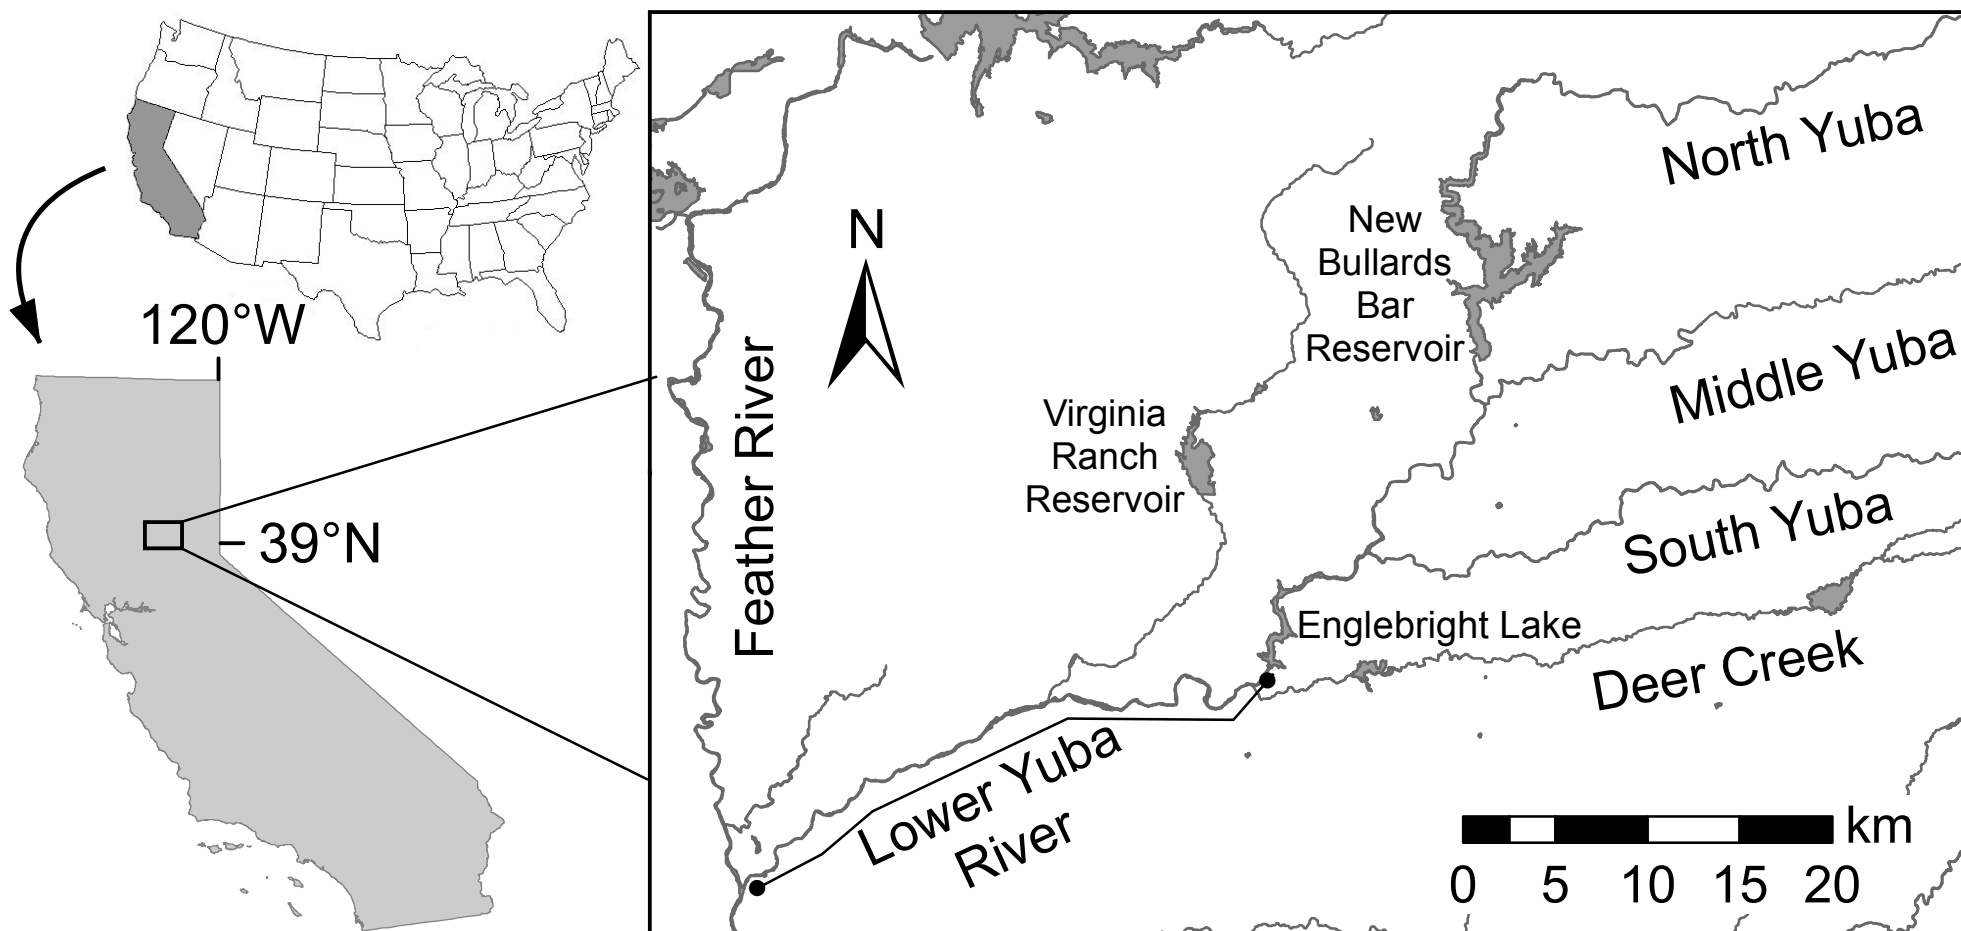 120°W
39°N
N
Feather River
North Yuba
New
Bullards
Bar
Reservoir
Middle Yuba
Virginia
Ranch
Reservoir
South Yuba
Englebright Lake
Deer Creek
Lower Yuba
River
km
0 5 10 15 20